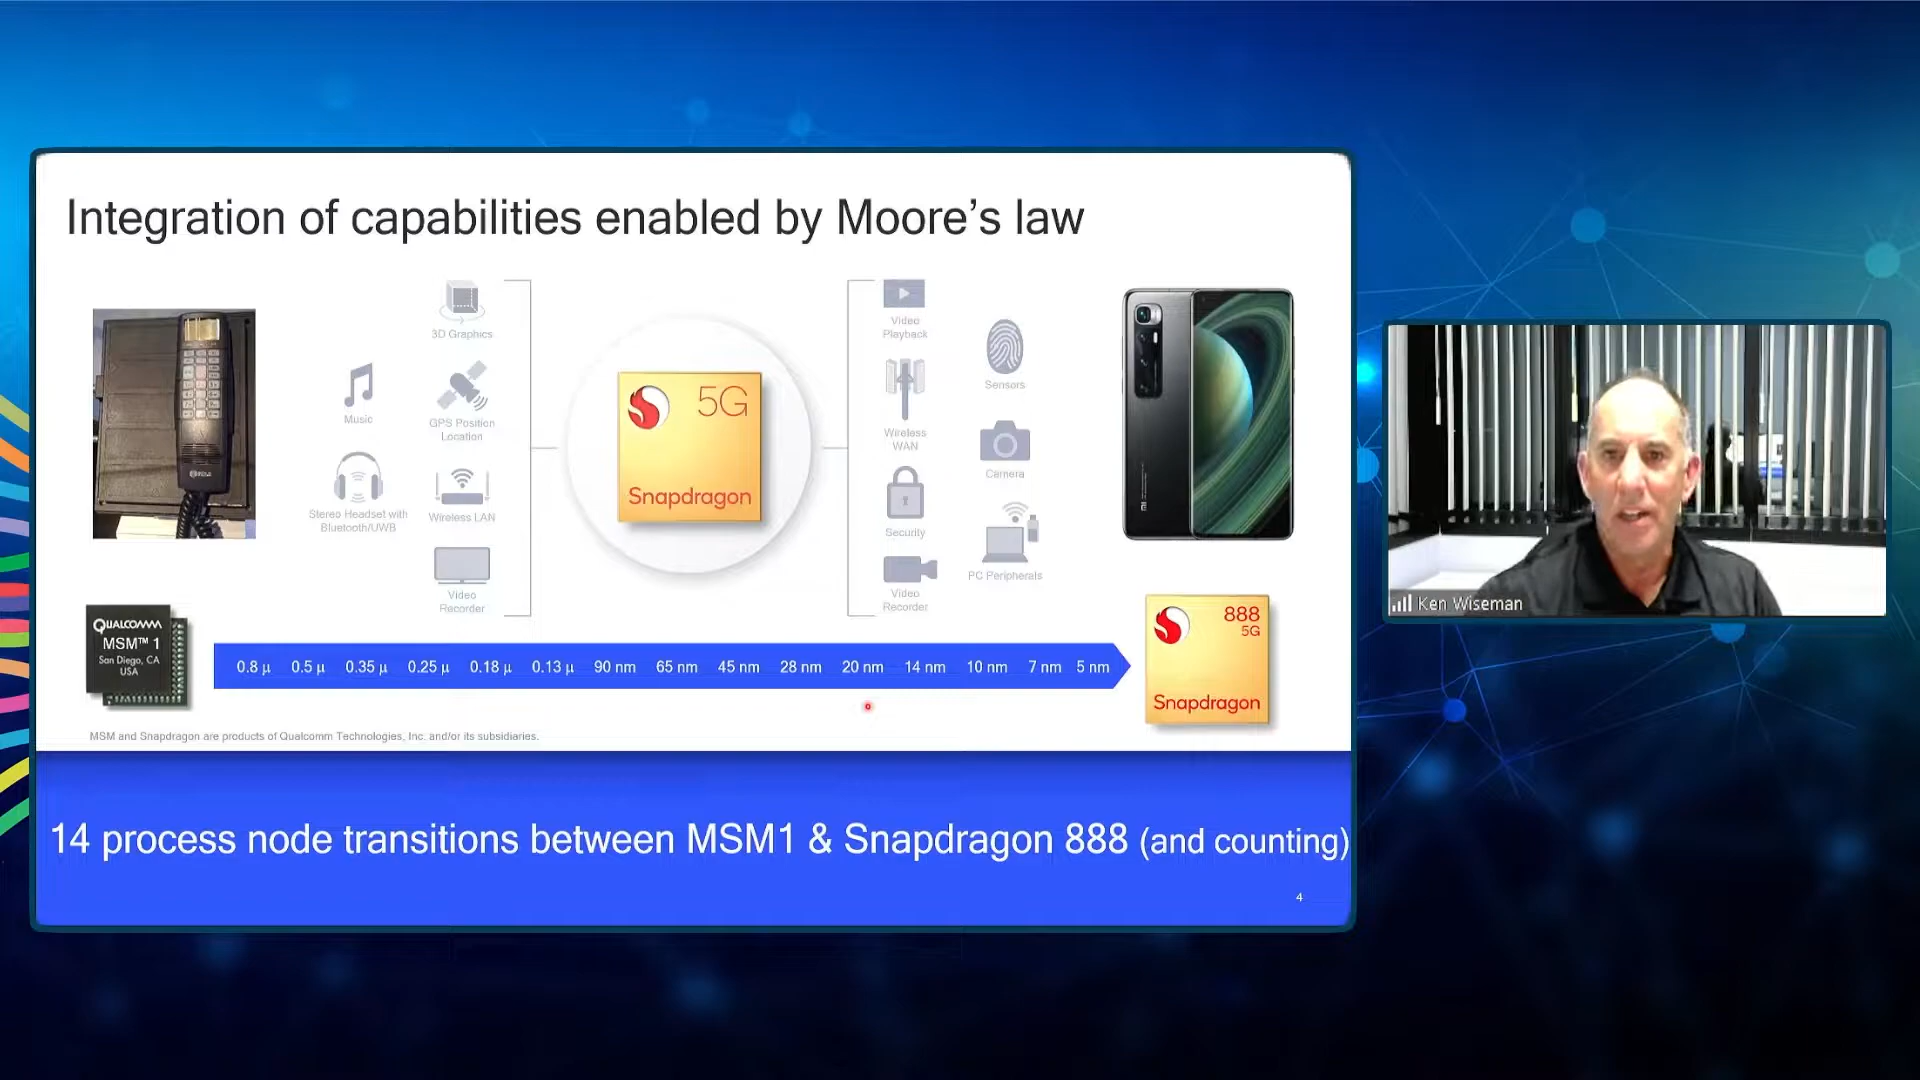 Integration of capabilities enabled by Moore's law
3D Graphics
Music
GPS Position
Location
Stereo Headset with
Bluetooth/UWB
Wireless LAN
Video
Recorder
5G
Snapdragon
Video
Playback
Sensors
Wireless
WAN
Camera
Security
PC Peripherals
Video
Recorder
QUALCOMM
MSM™ 1
San Diego, CA
USA
0.8 µ 0.5 µ 0.35 µ 0.25 µ 0.18 µ 0.13 µ 90 nm 65 nm 45 nm 28 nm 20 nm 14 nm 10 nm 7 nm 5 nm
888
5G
Snapdragon
MSM and Snapdragon are products of Qualcomm Technologies, Inc. and/or its subsidiaries.
14 process node transitions between MSM1 & Snapdragon 888 (and counting)
4
Ken Wiseman